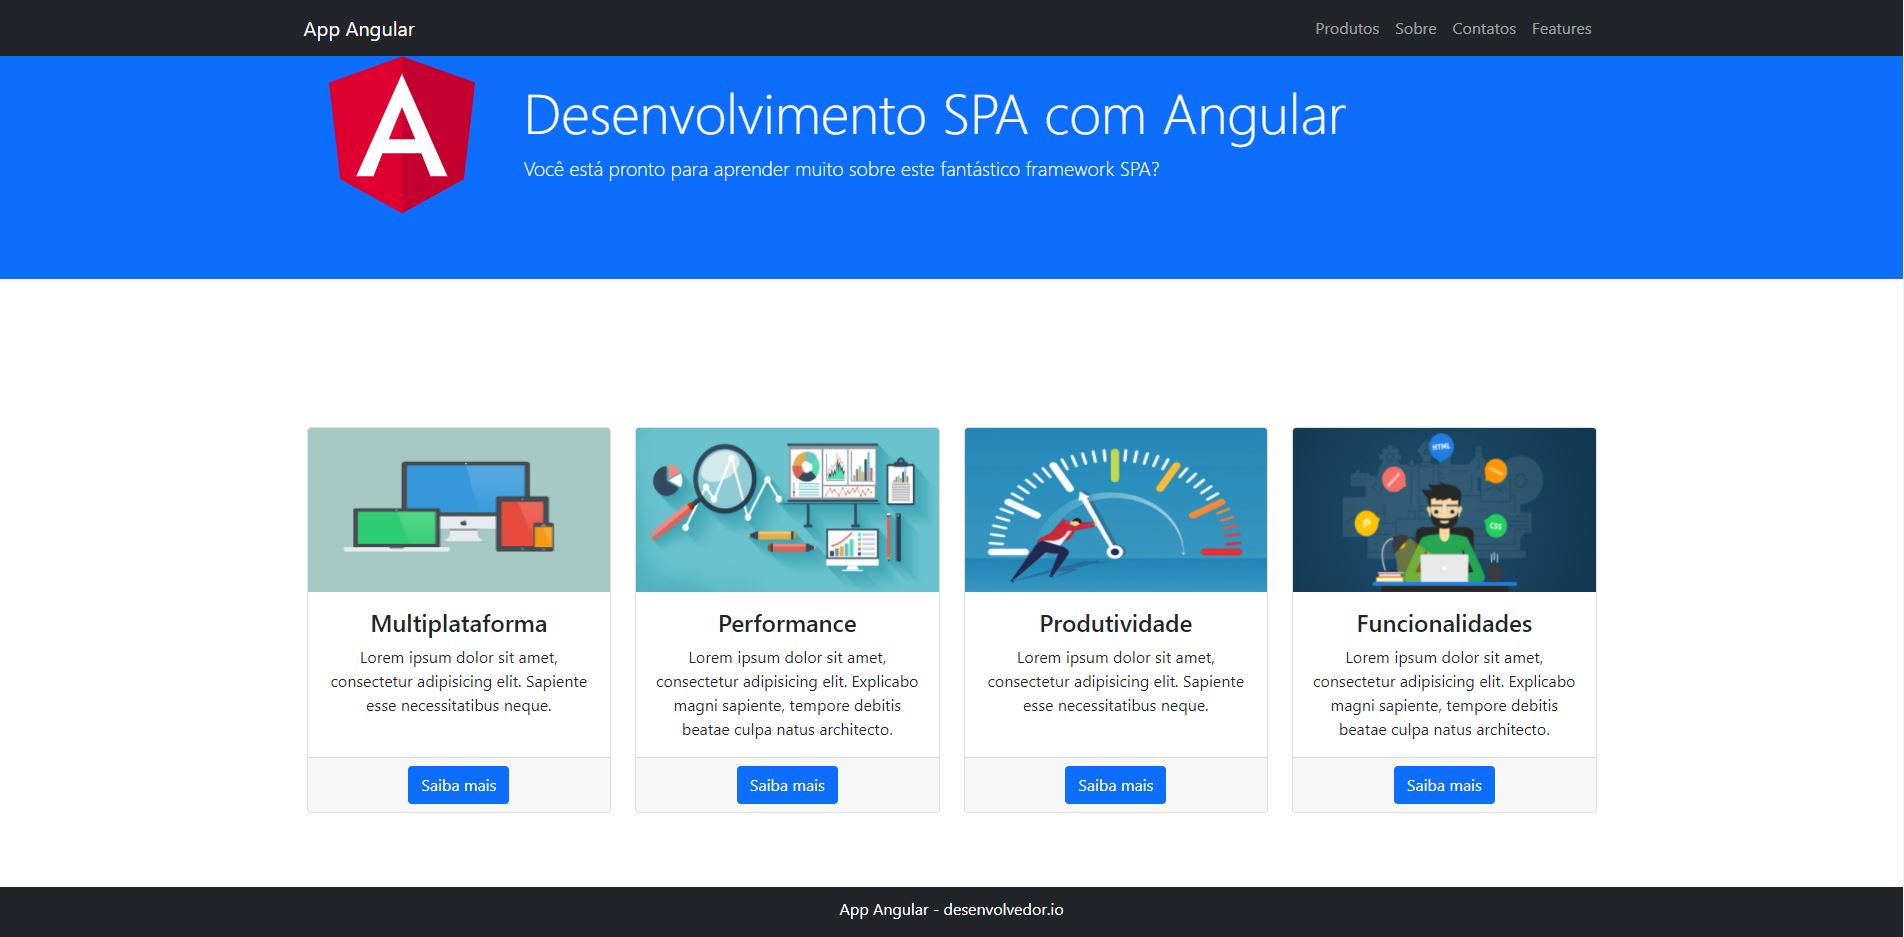 App Angular
Produtos Sobre Contatos Features
A
Desenvolvimento SPA com Angular
Você está pronto para aprender muito sobre este fantástico framework SPA?
HTML
JS
CSS
Multiplataforma
Lorem ipsum dolor sit amet,
consectetur adipisicing elit. Sapiente
esse necessitatibus neque.
Saiba mais
Performance
Lorem ipsum dolor sit amet,
consectetur adipisicing elit. Explicabo
magni sapiente, tempore debitis
beatae culpa natus architecto.
Saiba mais
Produtividade
Lorem ipsum dolor sit amet,
consectetur adipisicing elit. Sapiente
esse necessitatibus neque.
Saiba mais
Funcionalidades
Lorem ipsum dolor sit amet,
consectetur adipisicing elit. Explicabo
magni sapiente, tempore debitis
beatae culpa natus architecto.
Saiba mais
App Angular - desenvolvedor.io